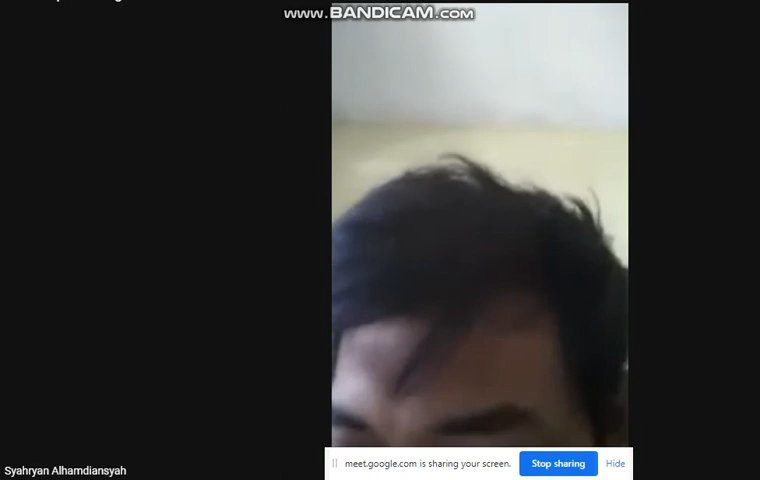 www.BANDICAM.com
Syahryan Alhamdiansyah
meet.google.com is sharing your screen. Stop sharing Hide